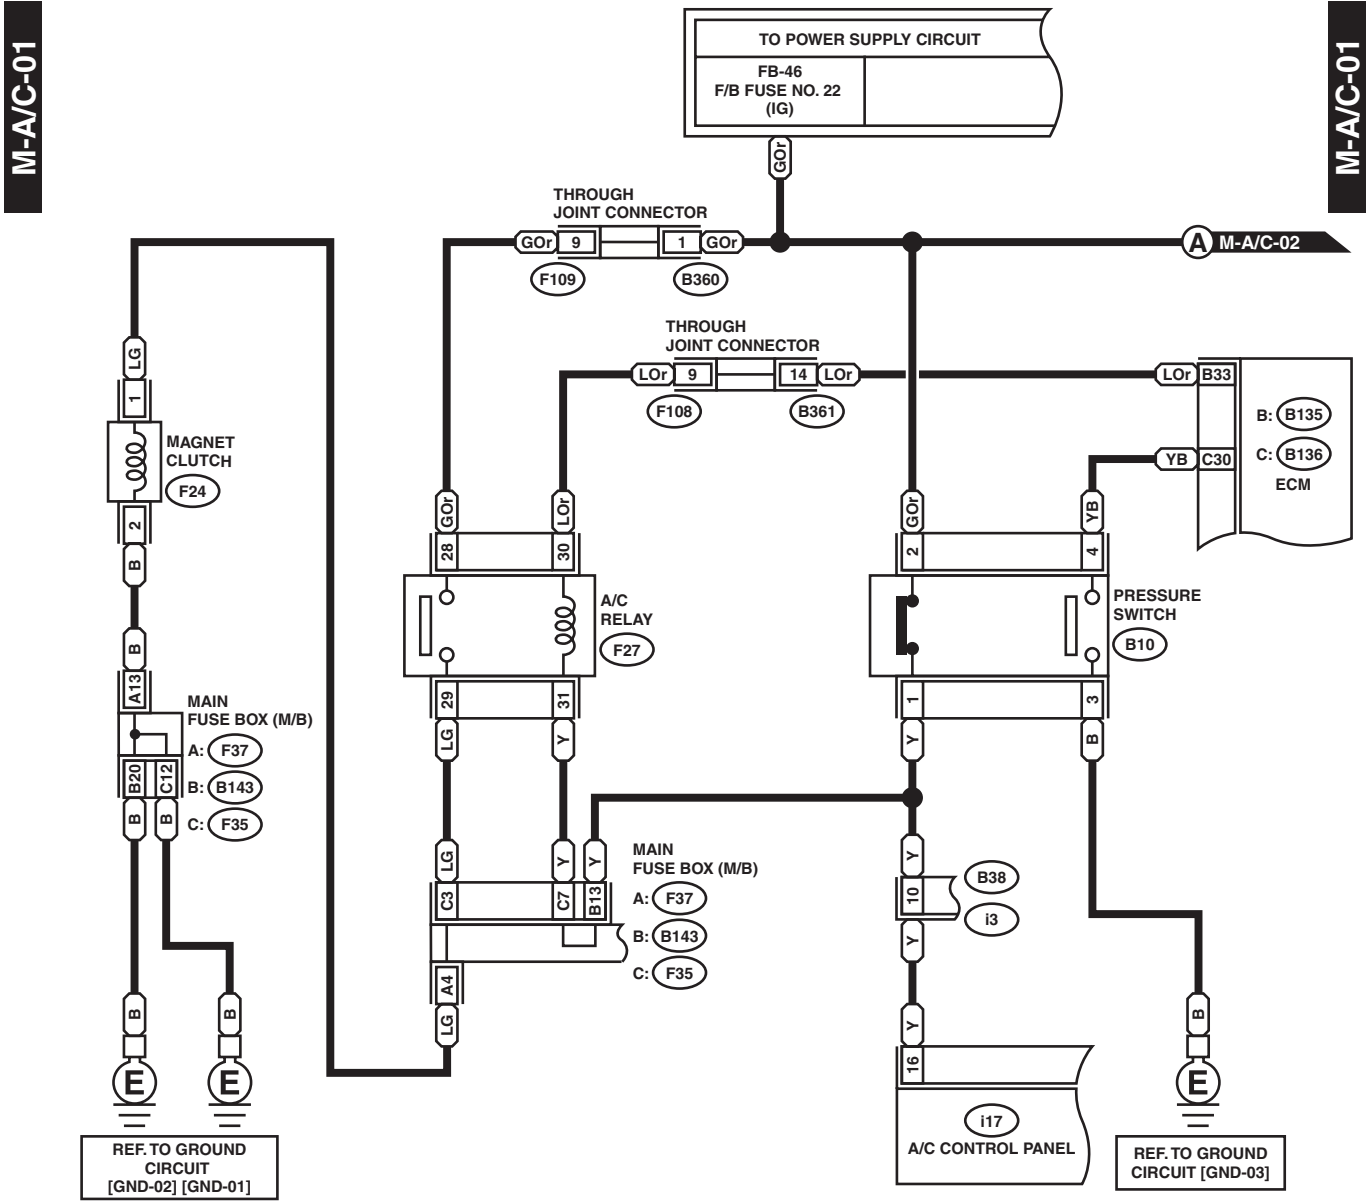 M-A/C-01
M-A/C-01
TO POWER SUPPLY CIRCUIT
FB-46
F/B FUSE NO. 22
(IG)
GOr
THROUGH
JOINT CONNECTOR
GOr 9 1 GOr
F109 B360
A M-A/C-02
THROUGH
JOINT CONNECTOR
LOr 9 14 LOr
F108 B361
LOr B33
YB C30
B: B135
C: B136
ECM
LG
1
MAGNET
CLUTCH
F24
2
B
B
A13
MAIN
FUSE BOX (M/B)
A: F37
B: B143
C: F35
B20 C12
B B
B B
E E
REF. TO GROUND
CIRCUIT
[GND-02] [GND-01]
GOr LOr
28 30
A/C
RELAY
F27
29 31
LG Y
LG Y Y
C3 C7 B13
MAIN
FUSE BOX (M/B)
A: F37
B: B143
C: F35
A4
LG
GOr YB
2 4
PRESSURE
SWITCH
B10
1 3
Y B
Y
10
B38
i3
Y
Y
16
i17
A/C CONTROL PANEL
B
E
REF. TO GROUND
CIRCUIT [GND-03]